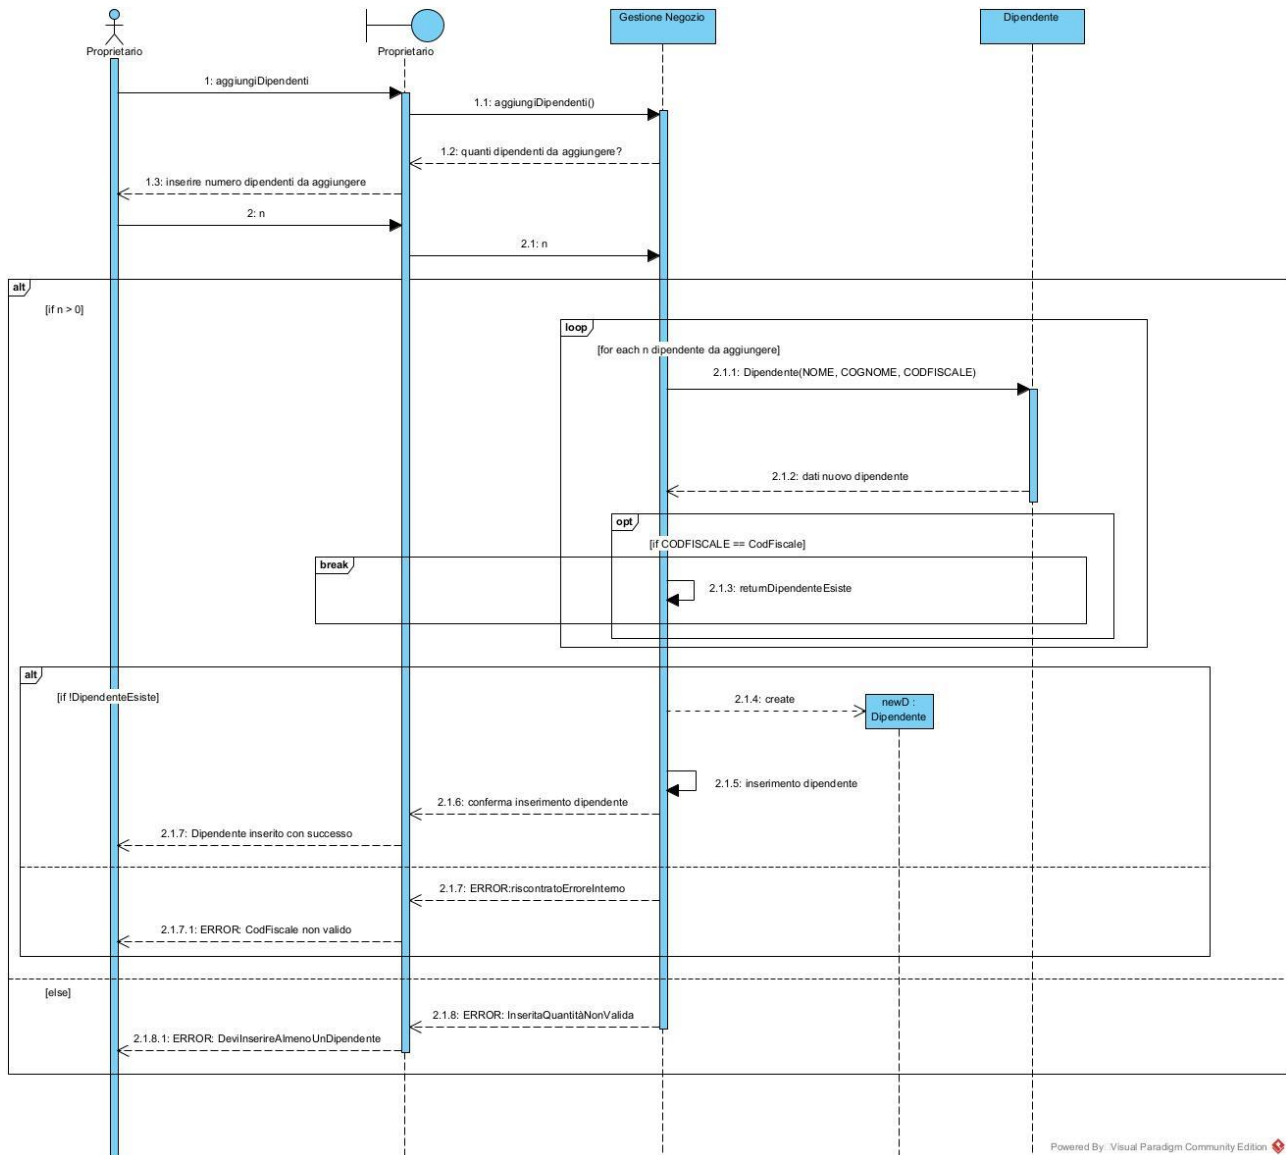 Proprietario
Proprietario
Gestione Negozio
Dipendente
1: aggiungiDipendenti
1.1: aggiungiDipendenti()
1.2: quanti dipendenti da aggiungere?
1.3: inserire numero dipendenti da aggiungere
2: n
2.1: n
alt
[if n > 0]
loop
[for each n dipendente da aggiungere]
2.1.1: Dipendente(NOME, COGNOME, CODFISCALE)
2.1.2: dati nuovo dipendente
opt
[if CODFISCALE == CodFiscale]
break
2.1.3: returnDipendenteEsiste
alt
[if !DipendenteEsiste]
2.1.4: create
newD :
Dipendente
2.1.5: inserimento dipendente
2.1.6: conferma inserimento dipendente
2.1.7: Dipendente inserito con successo
2.1.7: ERROR:riscontratoErroreInterno
2.1.7.1: ERROR: CodFiscale non valido
[else]
2.1.8: ERROR: InseritaQuantitàNonValida
2.1.8.1: ERROR: DeviInserireAlmenoUnDipendente
Powered By Visual Paradigm Community Edition